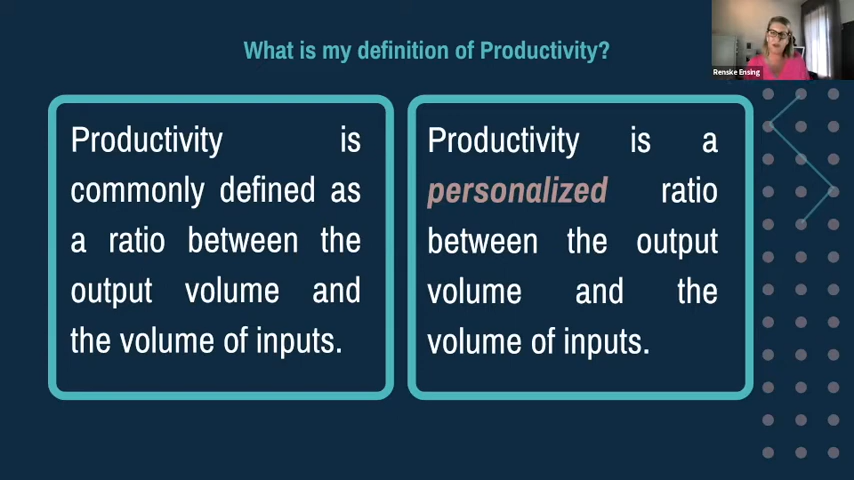 What is my definition of Productivity?
Renske Ensing
Productivity is
commonly defined as
a ratio between the
output volume and
the volume of inputs.
Productivity is a
personalized ratio
between the output
volume and the
volume of inputs.